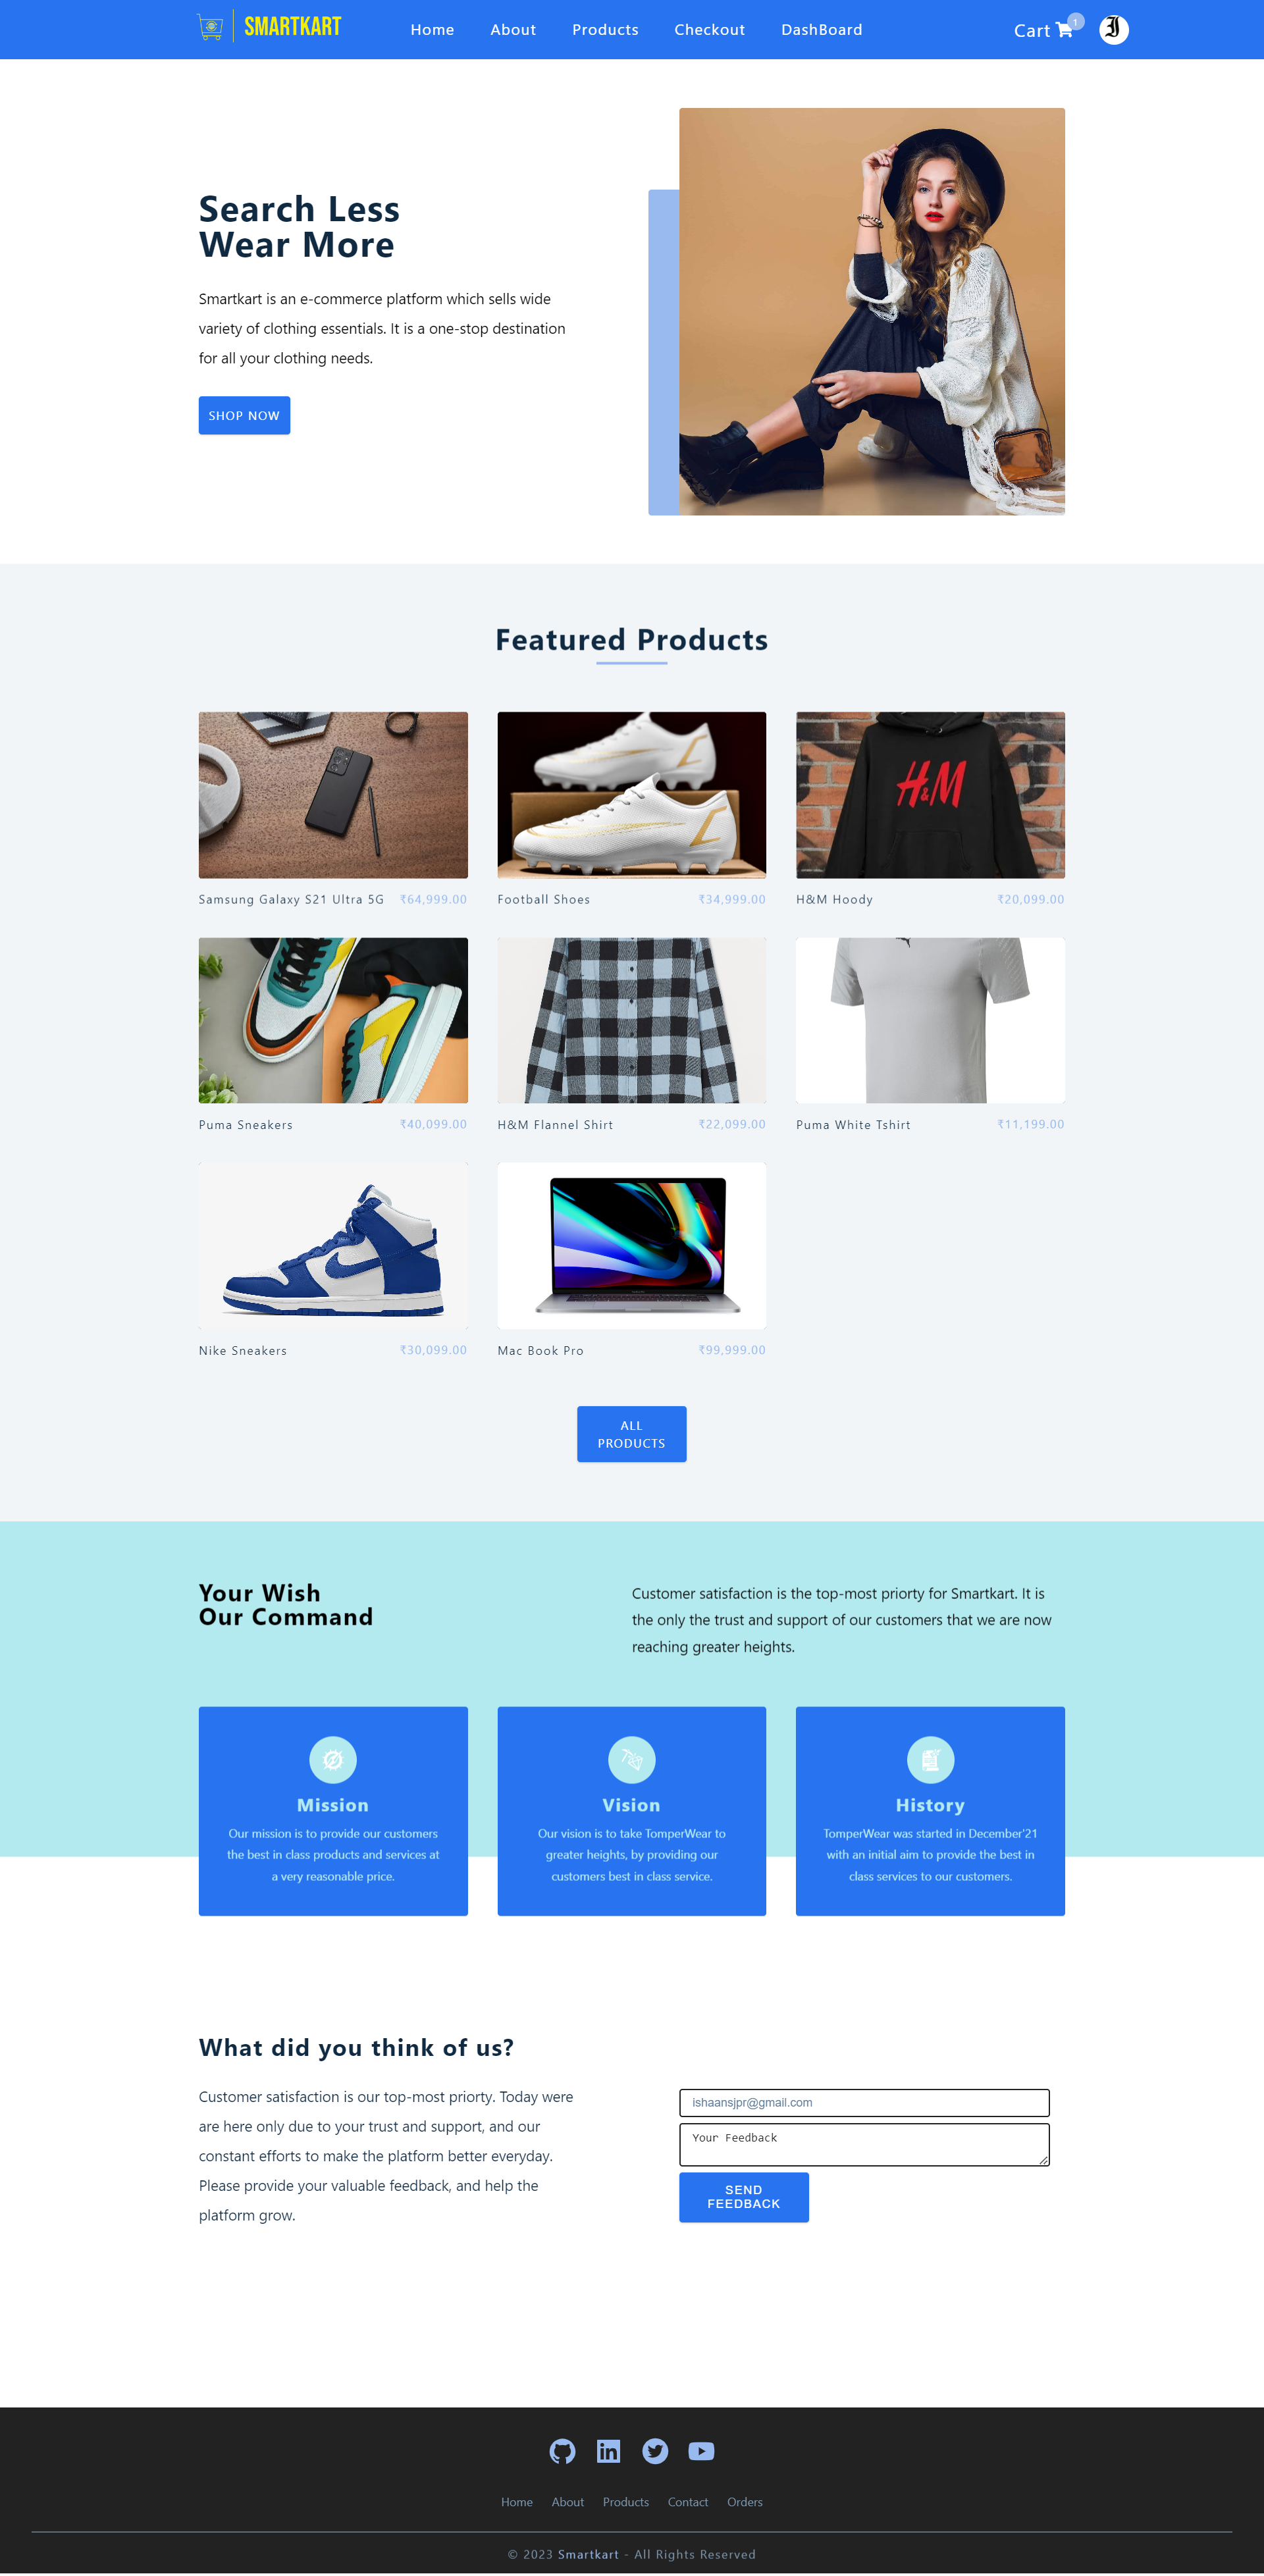 SMARTKART
Home About Products Checkout DashBoard
Cart 1
J
Search Less
Wear More
Smartkart is an e-commerce platform which sells wide
variety of clothing essentials. It is a one-stop destination
for all your clothing needs.
SHOP NOW
Featured Products
H&M
Samsung Galaxy S21 Ultra 5G ₹64,999.00
Football Shoes ₹34,999.00
H&M Hoody ₹20,099.00
Puma Sneakers ₹40,099.00
H&M Flannel Shirt ₹22,099.00
Puma White Tshirt ₹11,199.00
Nike Sneakers ₹30,099.00
Mac Book Pro ₹99,999.00
ALL
PRODUCTS
Your Wish
Our Command
Customer satisfaction is the top-most priorty for Smartkart. It is
the only the trust and support of our customers that we are now
reaching greater heights.
Mission
Our mission is to provide our customers
the best in class products and services at
a very reasonable price.
Vision
Our vision is to take TomperWear to
greater heights, by providing our
customers best in class service.
History
TomperWear was started in December'21
with an initial aim to provide the best in
class services to our customers.
What did you think of us?
Customer satisfaction is our top-most priorty. Today were
are here only due to your trust and support, and our
constant efforts to make the platform better everyday.
Please provide your valuable feedback, and help the
platform grow.
ishaansjpr@gmail.com
Your Feedback
SEND
FEEDBACK
in
Home About Products Contact Orders
© 2023 Smartkart - All Rights Reserved